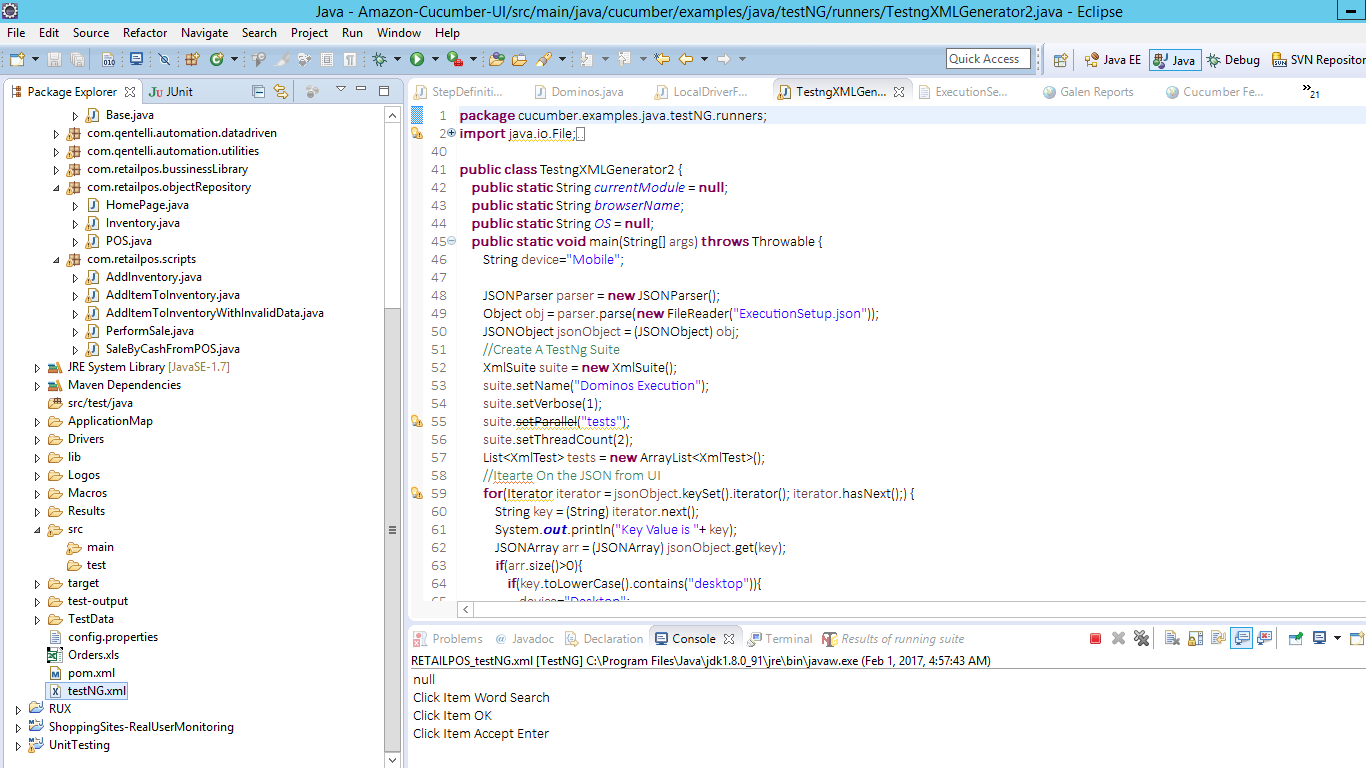 Java - Amazon-Cucumber-UI/src/main/java/cucumber/examples/java/testNG/runners/TestngXMLGenerator2.java - Eclipse
File Edit Source Refactor Navigate Search Project Run Window Help
Quick Access Java EE Java Debug SVN Repositor
Package Explorer JUnit
Base.java
com.qentelli.automation.datadriven
com.qentelli.automation.utilities
com.retailpos.bussinessLibrary
com.retailpos.objectRepository
HomePage.java
Inventory.java
POS.java
com.retailpos.scripts
AddInventory.java
AddItemToInventory.java
AddItemToInventoryWithInvalidData.java
PerformSale.java
SaleByCashFromPOS.java
JRE System Library [JavaSE-1.7]
Maven Dependencies
src/test/java
ApplicationMap
Drivers
lib
Logos
Macros
Results
src
main
test
target
test-output
TestData
config.properties
Orders.xls
pom.xml
testNG.xml
RUX
ShoppingSites-RealUserMonitoring
UnitTesting
StepDefiniti... Dominos.java LocalDriverF... TestngXMLGen... ExecutionSe... Galen Reports Cucumber Fe... 21
1 package cucumber.examples.java.testNG.runners;
2 import java.io.File;
40
41 public class TestngXMLGenerator2 {
42 public static String currentModule = null;
43 public static String browserName;
44 public static String OS = null;
45 public static void main(String[] args) throws Throwable {
46 String device="Mobile";
47
48 JSONParser parser = new JSONParser();
49 Object obj = parser.parse(new FileReader("ExecutionSetup.json"));
50 JSONObject jsonObject = (JSONObject) obj;
51 //Create A TestNg Suite
52 XmlSuite suite = new XmlSuite();
53 suite.setName("Dominos Execution");
54 suite.setVerbose(1);
55 suite.setParallel("tests");
56 suite.setThreadCount(2);
57 List<XmlTest> tests = new ArrayList<XmlTest>();
58 //Itearte On the JSON from UI
59 for(Iterator iterator = jsonObject.keySet().iterator(); iterator.hasNext();) {
60 String key = (String) iterator.next();
61 System.out.println("Key Value is "+ key);
62 JSONArray arr = (JSONArray) jsonObject.get(key);
63 if(arr.size()>0){
64 if(key.toLowerCase().contains("desktop")){
65 device="Desktop";
Problems Javadoc Declaration Console Terminal Results of running suite
RETAILPOS_testNG.xml [TestNG] C:\Program Files\Java\jdk1.8.0_91\jre\bin\javaw.exe (Feb 1, 2017, 4:57:43 AM)
null
Click Item Word Search
Click Item OK
Click Item Accept Enter